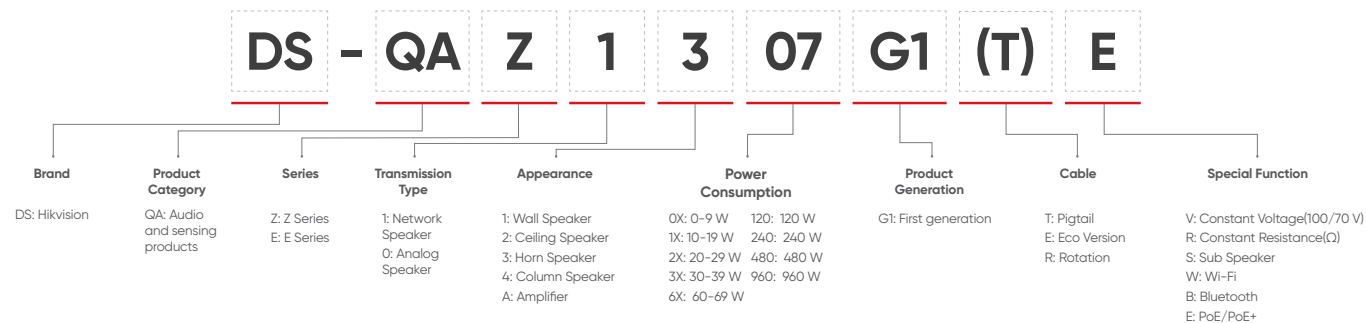 DS - QA Z 1 3 07 G1 (T) E
Brand
DS: Hikvision
Product
Category
QA: Audio
and sensing
products
Series
Z: Z Series
E: E Series
Transmission
Type
1: Network
Speaker
0: Analog
Speaker
Appearance
1: Wall Speaker
2: Ceiling Speaker
3: Horn Speaker
4: Column Speaker
A: Amplifier
Power
Consumption
0X: 0-9 W 120: 120 W
1X: 10-19 W 240: 240 W
2X: 20-29 W 480: 480 W
3X: 30-39 W 960: 960 W
6X: 60-69 W
Product
Generation
G1: First generation
Cable
T: Pigtail
E: Eco Version
R: Rotation
Special Function
V: Constant Voltage(100/70 V)
R: Constant Resistance(Ω)
S: Sub Speaker
W: Wi-Fi
B: Bluetooth
E: PoE/PoE+